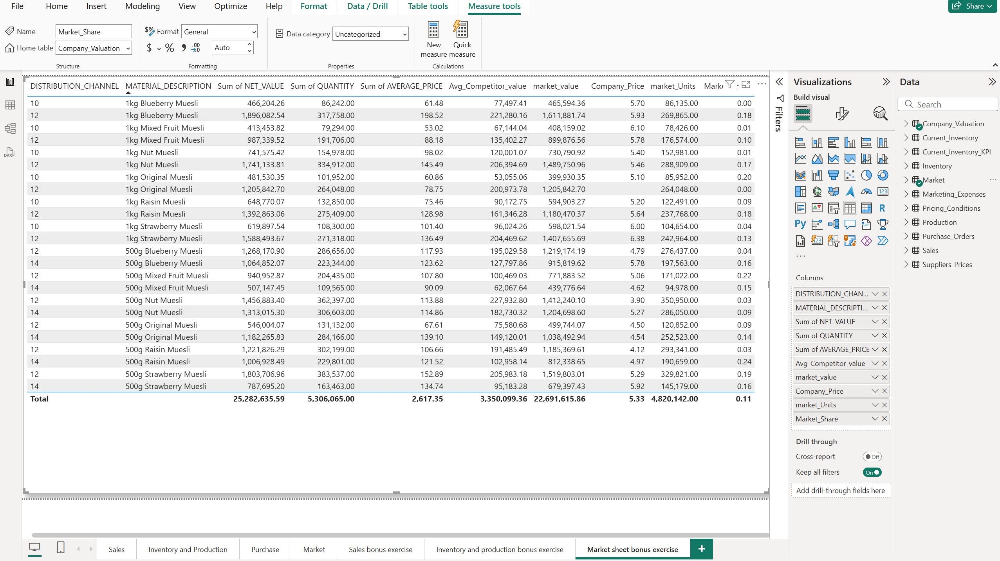 File Home Insert Modeling View Optimize Help Format Data / Drill Table tools Measure tools Share
Name Market_Share
Home table Company_Valuation
Structure
$% Format General
$ % , .00 Auto
Formatting
Data category Uncategorized
Properties
New measure
Quick measure
Calculations
DISTRIBUTION_CHANNEL MATERIAL_DESCRIPTION Sum of NET_VALUE Sum of QUANTITY Sum of AVERAGE_PRICE Avg_Competitor_value market_value Company_Price market_Units Marke
10 1kg Blueberry Muesli 466,204.26 86,242.00 61.48 77,497.41 465,594.36 5.70 86,135.00 0.00
12 1kg Blueberry Muesli 1,896,082.54 317,758.00 198.52 221,280.16 1,611,881.74 5.93 269,865.00 0.18
10 1kg Mixed Fruit Muesli 413,453.82 79,294.00 53.02 67,144.04 408,159.02 6.10 78,426.00 0.01
12 1kg Mixed Fruit Muesli 987,339.52 191,706.00 88.18 135,402.27 899,876.56 5.78 176,574.00 0.10
10 1kg Nut Muesli 741,575.42 154,978.00 98.02 120,001.07 730,790.92 5.40 152,981.00 0.01
12 1kg Nut Muesli 1,741,133.81 334,912.00 145.49 206,394.69 1,489,750.96 5.46 288,909.00 0.17
10 1kg Original Muesli 481,530.35 101,952.00 60.86 53,055.06 399,930.35 5.10 85,952.00 0.20
12 1kg Original Muesli 1,205,842.70 264,048.00 78.75 200,973.78 1,205,842.70 264,048.00 0.00
10 1kg Raisin Muesli 648,770.07 132,850.00 75.46 90,172.75 594,903.27 5.20 122,491.00 0.09
12 1kg Raisin Muesli 1,392,863.06 275,409.00 128.98 161,346.28 1,180,470.37 5.64 237,768.00 0.18
10 1kg Strawberry Muesli 619,897.54 108,300.00 101.40 96,024.26 598,021.54 6.00 104,654.00 0.04
12 1kg Strawberry Muesli 1,588,493.67 271,318.00 136.49 204,469.62 1,407,655.69 6.38 242,964.00 0.13
12 500g Blueberry Muesli 1,268,170.90 286,656.00 117.93 195,029.58 1,219,174.19 4.79 276,437.00 0.04
14 500g Blueberry Muesli 1,064,852.07 223,344.00 123.62 127,797.86 915,819.62 5.78 197,563.00 0.16
12 500g Mixed Fruit Muesli 940,952.87 204,435.00 107.80 100,469.03 771,883.52 5.06 171,022.00 0.22
14 500g Mixed Fruit Muesli 507,147.45 109,565.00 90.09 62,067.64 439,776.64 4.62 94,978.00 0.15
12 500g Nut Muesli 1,456,883.40 362,397.00 113.88 227,932.80 1,412,240.10 3.90 350,950.00 0.03
14 500g Nut Muesli 1,313,015.30 306,603.00 114.86 182,730.32 1,204,698.60 5.27 286,050.00 0.09
12 500g Original Muesli 546,004.07 131,132.00 67.61 75,580.68 499,744.07 4.50 120,852.00 0.09
14 500g Original Muesli 1,182,265.83 284,166.00 139.10 149,120.01 1,038,492.94 4.54 252,523.00 0.14
12 500g Raisin Muesli 1,221,826.29 302,199.00 106.66 191,485.49 1,185,369.61 4.12 293,341.00 0.03
14 500g Raisin Muesli 1,006,928.49 229,801.00 121.52 102,958.14 812,338.65 4.97 190,659.00 0.24
12 500g Strawberry Muesli 1,803,706.96 383,537.00 152.89 205,983.18 1,519,803.01 5.29 329,821.00 0.19
14 500g Strawberry Muesli 787,695.20 163,463.00 134.74 95,183.28 679,397.43 5.92 145,179.00 0.16
Total 25,282,635.59 5,306,065.00 2,617.35 3,350,099.36 22,691,615.86 5.33 4,820,142.00 0.11
DAX
Filters
Visualizations
Build visual
123
R
Py
123
...
Columns
DISTRIBUTION_CHAN...
MATERIAL_DESCRIPTI...
Sum of NET_VALUE
Sum of QUANTITY
Sum of AVERAGE_PRICE
Avg_Competitor_value
market_value
Company_Price
market_Units
Market_Share
Drill through
Cross-report Off
Keep all filters On
Add drill-through fields here
Data
Search
Company_Valuation
Current_Inventory
Current_Inventory_KPI
Inventory
Market ...
Marketing_Expenses
Pricing_Conditions
Production
Purchase_Orders
Sales
Suppliers_Prices
Sales Inventory and Production Purchase Market Sales bonus exercise Inventory and production bonus exercise Market sheet bonus exercise +